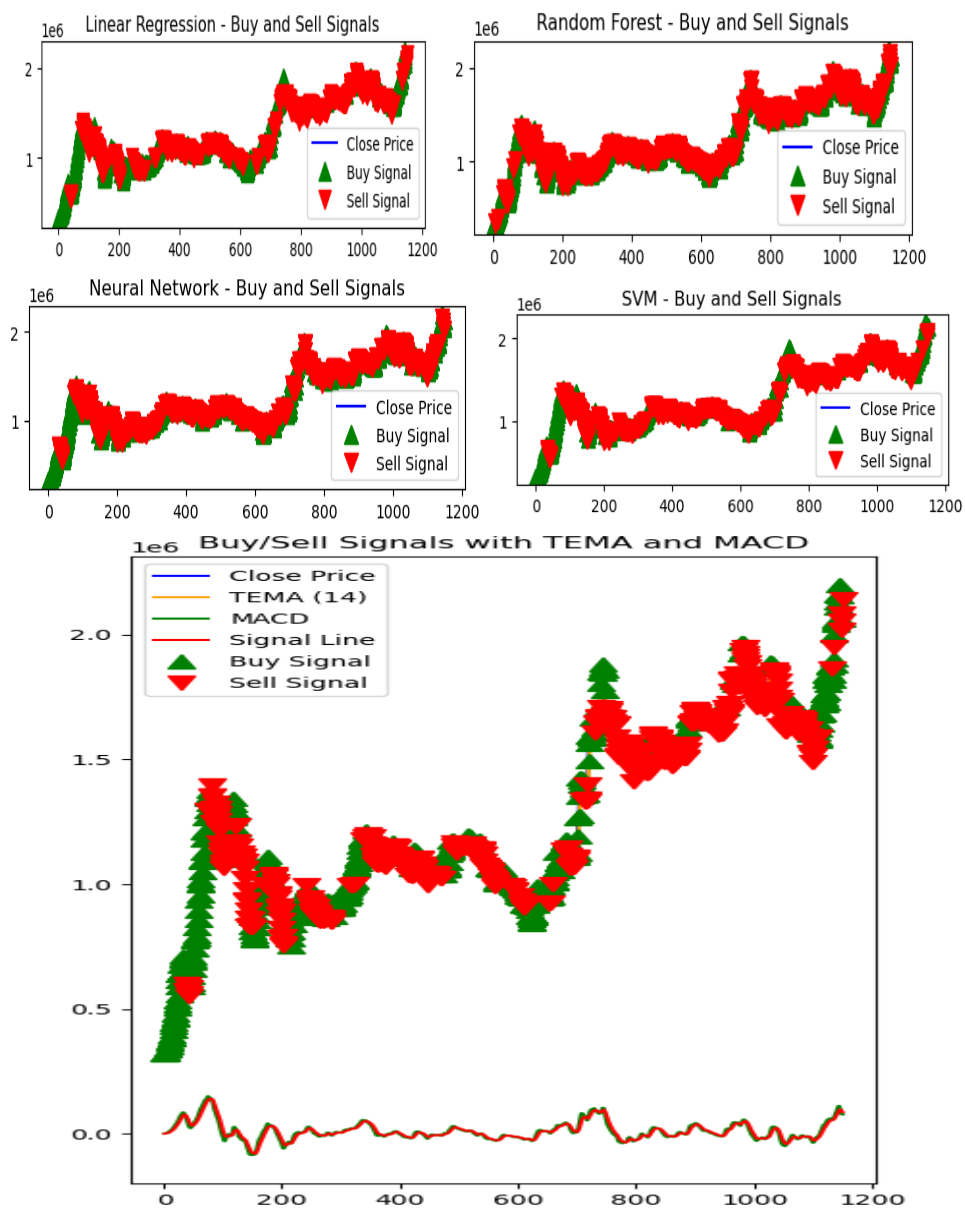 Linear Regression - Buy and Sell Signals
1e6
2
1
Close Price
Buy Signal
Sell Signal
0 200 400 600 800 1000 1200
Random Forest - Buy and Sell Signals
1e6
2
1
Close Price
Buy Signal
Sell Signal
0 200 400 600 800 1000 1200
Neural Network - Buy and Sell Signals
1e6
2
1
Close Price
Buy Signal
Sell Signal
0 200 400 600 800 1000 1200
SVM - Buy and Sell Signals
1e6
2
1
Close Price
Buy Signal
Sell Signal
0 200 400 600 800 1000 1200
Buy/Sell Signals with TEMA and MACD
1e6
Close Price
TEMA (14)
MACD
Signal Line
Buy Signal
Sell Signal
2.0
1.5
1.0
0.5
0.0
0 200 400 600 800 1000 1200